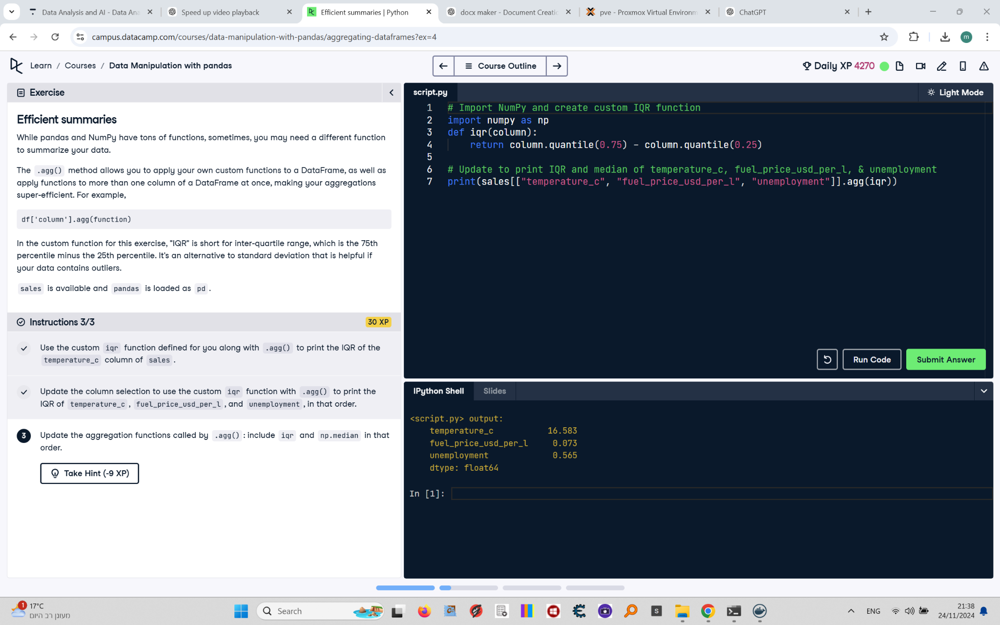 Data Analysis and AI - Data Ana
Speed up video playback
Efficient summaries | Python
docx maker - Document Creatic
pve - Proxmox Virtual Environm
ChatGPT
campus.datacamp.com/courses/data-manipulation-with-pandas/aggregating-dataframes?ex=4
m
Learn / Courses / Data Manipulation with pandas
Course Outline
Daily XP 4270
Exercise
Efficient summaries
While pandas and NumPy have tons of functions, sometimes, you may need a different function
to summarize your data.
The .agg() method allows you to apply your own custom functions to a DataFrame, as well as
apply functions to more than one column of a DataFrame at once, making your aggregations
super-efficient. For example,
df['column'].agg(function)
In the custom function for this exercise, "IQR" is short for inter-quartile range, which is the 75th
percentile minus the 25th percentile. It's an alternative to standard deviation that is helpful if
your data contains outliers.
sales is available and pandas is loaded as pd.
Instructions 3/3
30 XP
Use the custom iqr function defined for you along with .agg() to print the IQR of the
temperature_c column of sales.
Update the column selection to use the custom iqr function with .agg() to print the
IQR of temperature_c, fuel_price_usd_per_l, and unemployment, in that order.
3
Update the aggregation functions called by .agg(): include iqr and np.median in that
order.
Take Hint (-9 XP)
script.py
Light Mode
1 # Import NumPy and create custom IQR function
2 import numpy as np
3 def iqr(column):
4     return column.quantile(0.75) - column.quantile(0.25)
5
6 # Update to print IQR and median of temperature_c, fuel_price_usd_per_l, & unemployment
7 print(sales[["temperature_c", "fuel_price_usd_per_l", "unemployment"]].agg(iqr))
Run Code
Submit Answer
IPython Shell
Slides
<script.py> output:
temperature_c 16.583
fuel_price_usd_per_l 0.073
unemployment 0.565
dtype: float64
In [1]:
1
17°C
מעונן רב היום
Search
S
ENG
21:38
24/11/2024